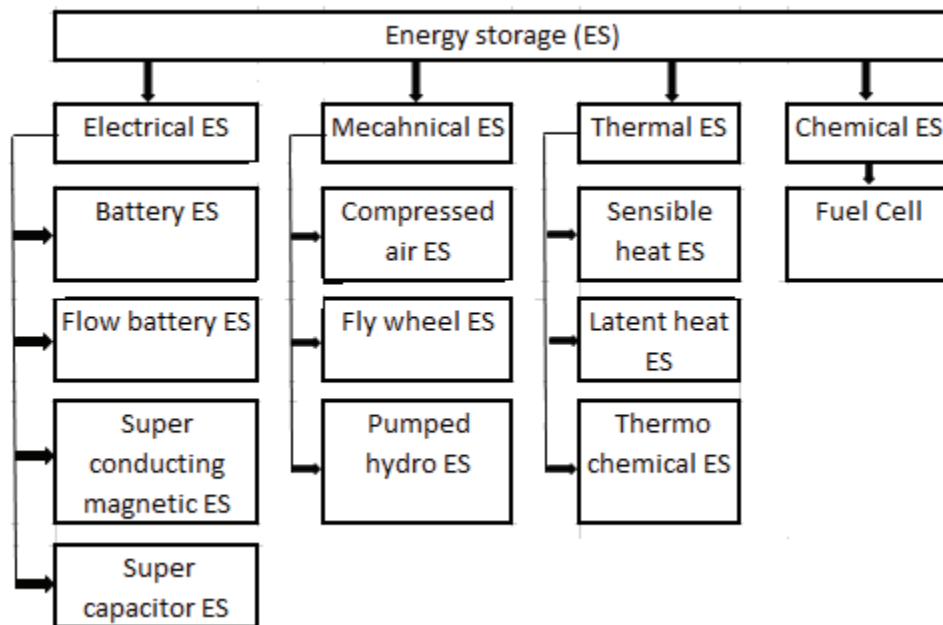 Energy storage (ES)
Electrical ES
Mecahnical ES
Thermal ES
Chemical ES
Battery ES
Compressed
air ES
Sensible
heat ES
Fuel Cell
Flow battery ES
Fly wheel ES
Latent heat
ES
Super
conducting
magnetic ES
Pumped
hydro ES
Thermo
chemical ES
Super
capacitor ES